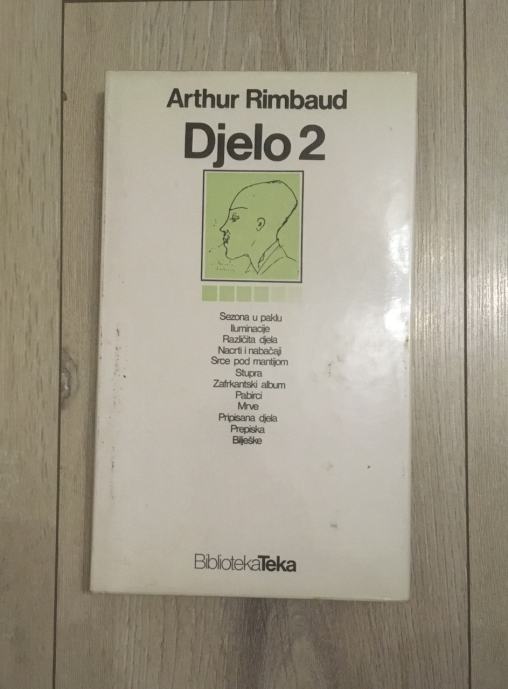 Arthur Rimbaud
Djelo 2
Sezona u paklu
Iluminacije
Različita djela
Nacrti i nabačaji
Srce pod mantijom
Stupra
Zafrkantski album
Pabirci
Mrve
Pripisana djela
Prepiska
Bilješke
BibliotekaTeka